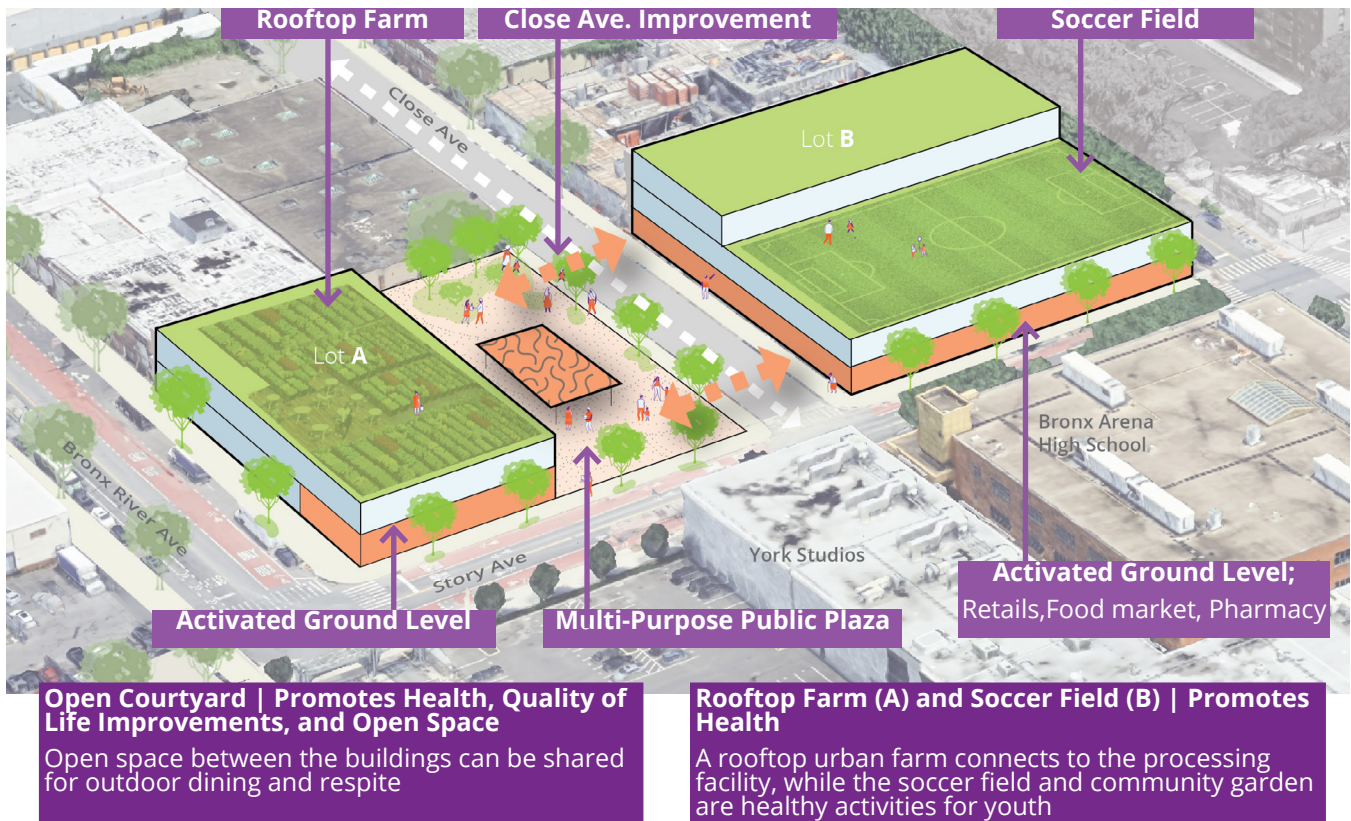 Rooftop Farm
Close Ave. Improvement
Soccer Field
Close Ave
Lot B
Lot A
Bronx Arena
High School
Bronx River Ave
York Studios
Story Ave
Activated Ground Level;
Retails,Food market, Pharmacy
Activated Ground Level
Multi-Purpose Public Plaza
Open Courtyard | Promotes Health, Quality of
Life Improvements, and Open Space
Open space between the buildings can be shared
for outdoor dining and respite
Rooftop Farm (A) and Soccer Field (B) | Promotes
Health
A rooftop urban farm connects to the processing
facility, while the soccer field and community garden
are healthy activities for youth